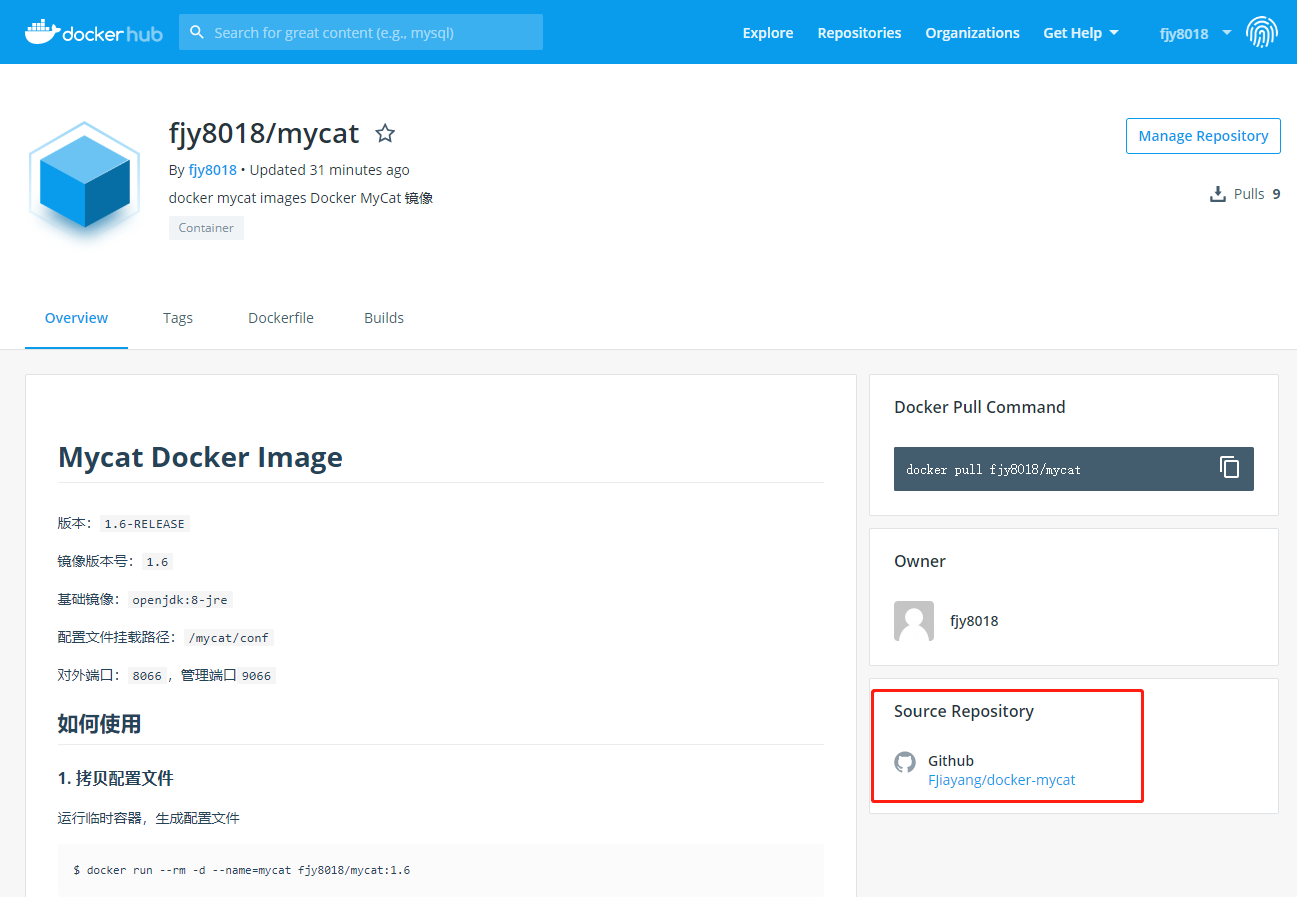 docker hub
Search for great content (e.g., mysql)
Explore
Repositories
Organizations
Get Help
fjy8018
fjy8018/mycat
By fjy8018 • Updated 31 minutes ago
docker mycat images Docker MyCat 镜像
Container
Manage Repository
Pulls 9
Overview
Tags
Dockerfile
Builds
Mycat Docker Image
版本： 1.6-RELEASE
镜像版本号： 1.6
基础镜像： openjdk:8-jre
配置文件挂载路径： /mycat/conf
对外端口： 8066 ，管理端口 9066
如何使用
1. 拷贝配置文件
运行临时容器，生成配置文件
$ docker run --rm -d --name=mycat fjy8018/mycat:1.6
Docker Pull Command
docker pull fjy8018/mycat
Owner
fjy8018
Source Repository
Github
FJiayang/docker-mycat